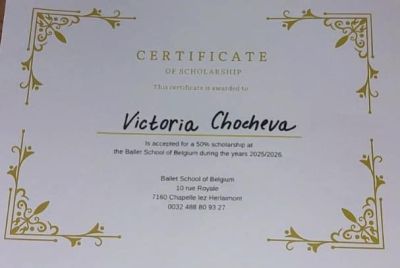 CERTIFICATE
OF SCHOLARSHIP
This certificate is awarded to
Victoria Chocheva
Is accepted for a 50% scholarship at
the Ballet School of Belgium during the years 2025/2026.
Ballet School of Belgium
10 rue Royale
7160 Chapelle lez Herlaimont
0032 488 80 93 27